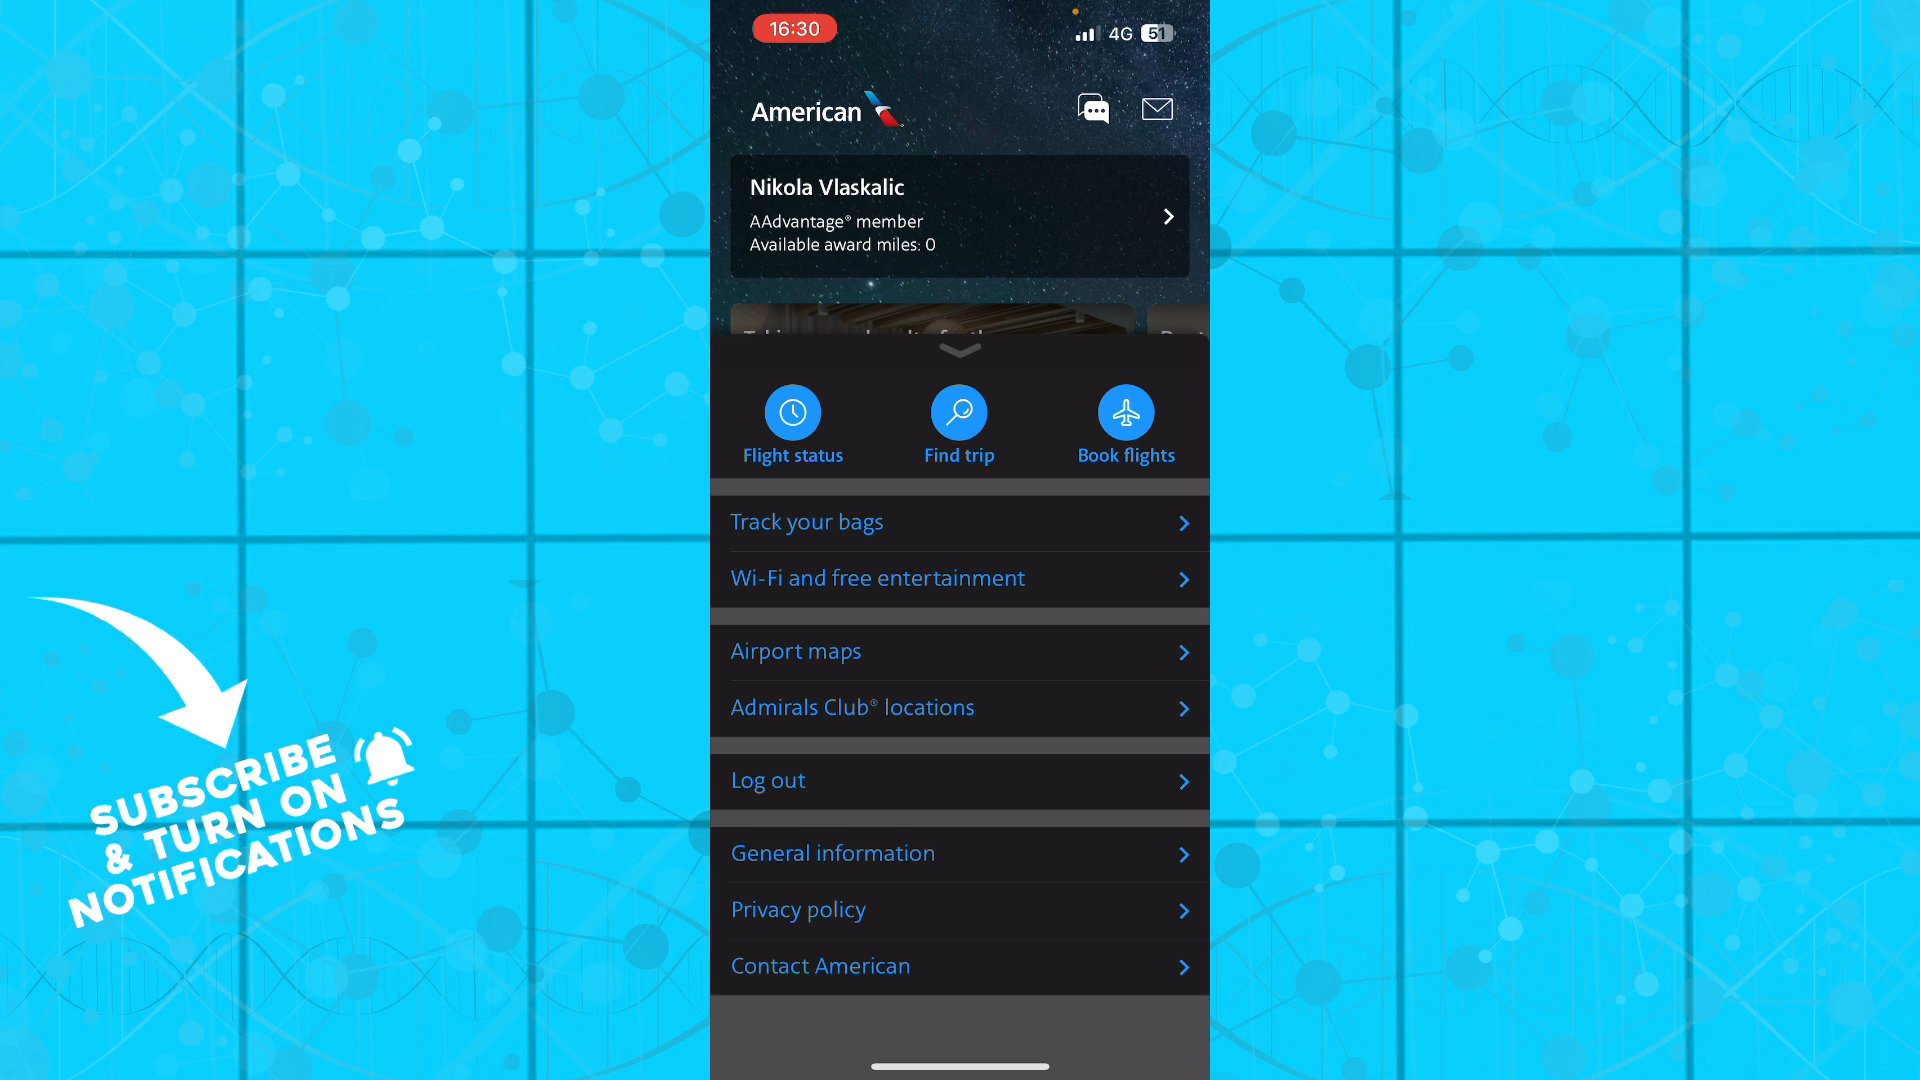 16:30
4G 51
American
Nikola Vlaskalic
AAdvantage® member
Available award miles: 0
Flight status
Find trip
Book flights
Track your bags
Wi-Fi and free entertainment
Airport maps
Admirals Club® locations
Log out
General information
Privacy policy
Contact American
SUBSCRIBE
& TURN ON
NOTIFICATIONS